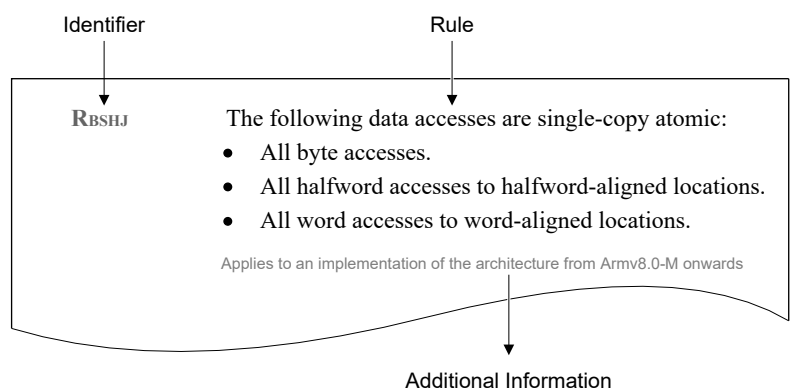 Identifier Rule
RBSHJ The following data accesses are single-copy atomic:
• All byte accesses.
• All halfword accesses to halfword-aligned locations.
• All word accesses to word-aligned locations.
Applies to an implementation of the architecture from Armv8.0-M onwards
Additional Information